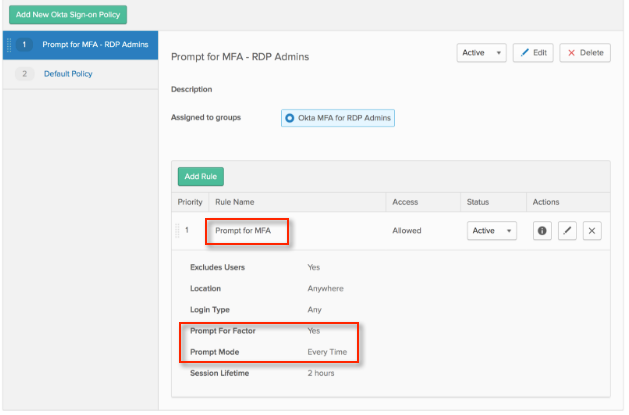 Add New Okta Sign-on Policy
1 Prompt for MFA - RDP Admins
2 Default Policy
Prompt for MFA - RDP Admins
Active Edit Delete
Description
Assigned to groups Okta MFA for RDP Admins
Add Rule
Priority Rule Name Access Status Actions
1 Prompt for MFA Allowed Active
Excludes Users Yes
Location Anywhere
Login Type Any
Prompt For Factor Yes
Prompt Mode Every Time
Session Lifetime 2 hours